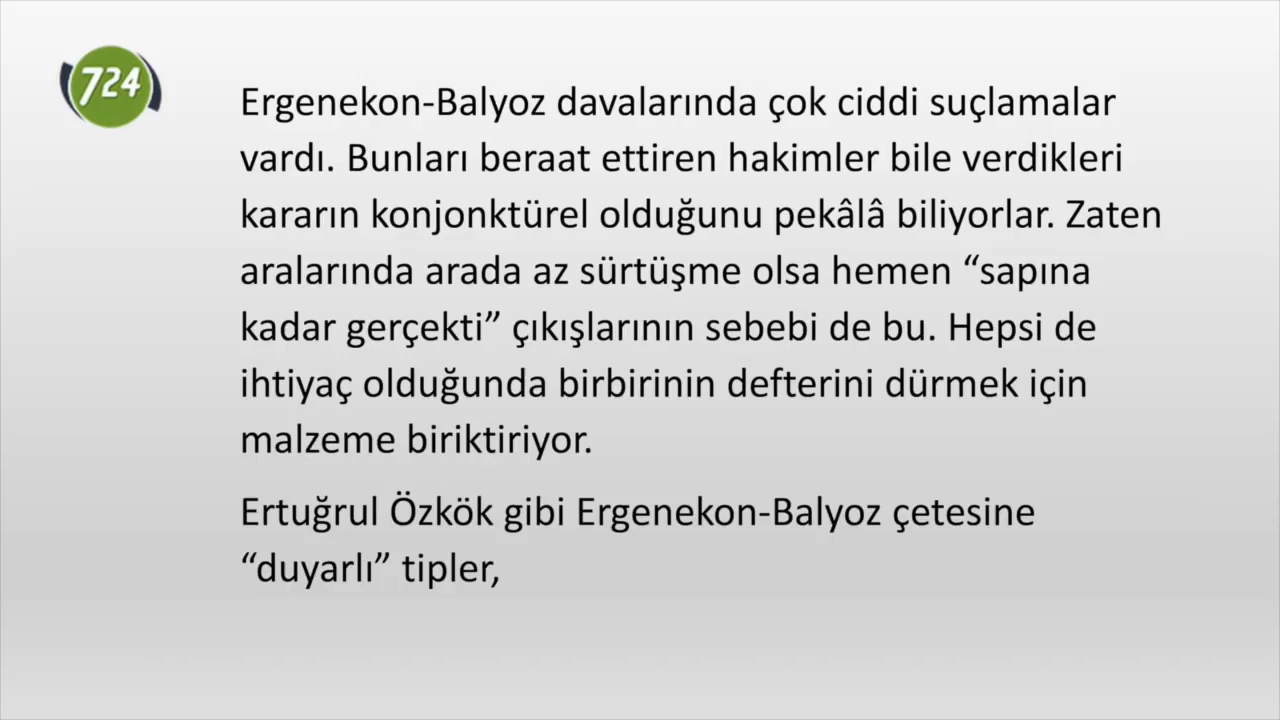 724
Ergenekon-Balyoz davalarında çok ciddi suçlamalar
vardı. Bunları beraat ettiren hakimler bile verdikleri
kararın konjonktürel olduğunu pekâlâ biliyorlar. Zaten
aralarında arada az sürtüşme olsa hemen “sapına
kadar gerçekti” çıkışlarının sebebi de bu. Hepsi de
ihtiyaç olduğunda birbirinin defterini dürmek için
malzeme biriktiriyor.
Ertuğrul Özkök gibi Ergenekon-Balyoz çetesine
“duyarlı” tipler,